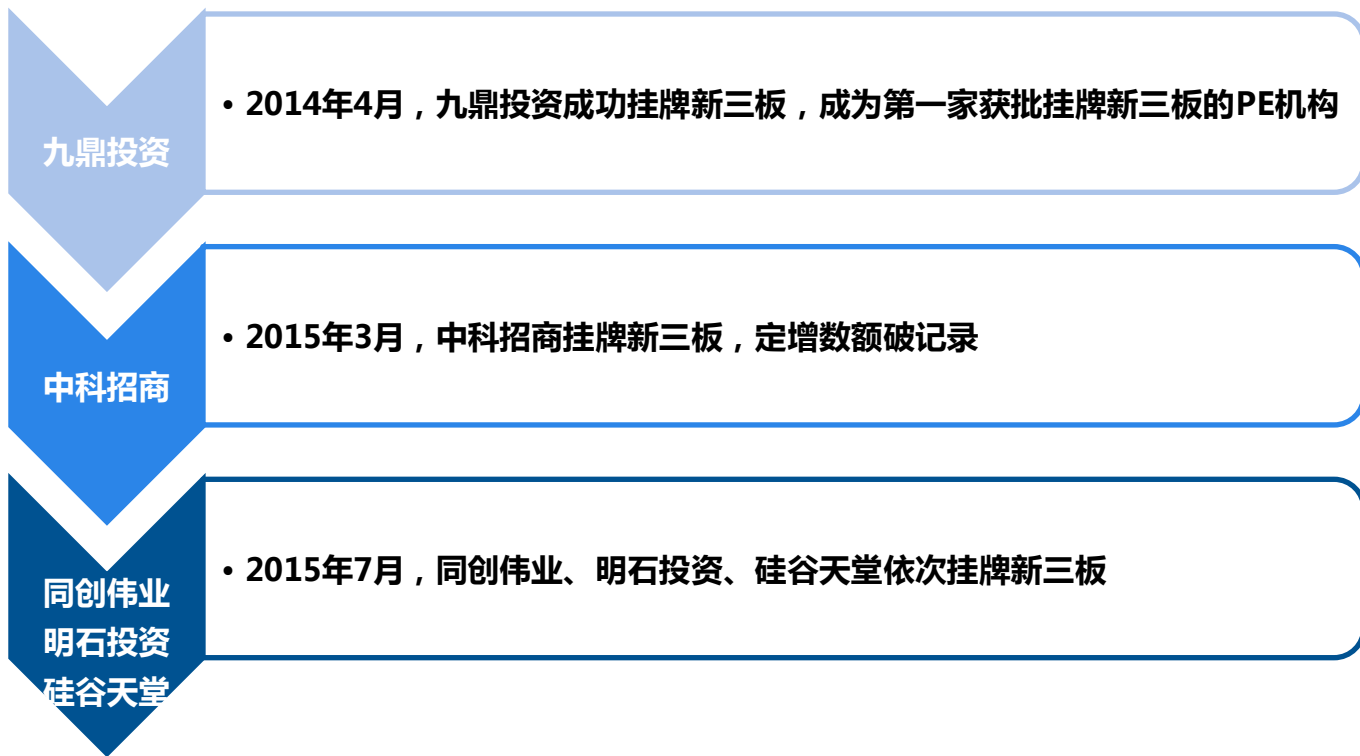 九鼎投资
• 2014年4月，九鼎投资成功挂牌新三板，成为第一家获批挂牌新三板的PE机构
中科招商
• 2015年3月，中科招商挂牌新三板，定增数额破记录
同创伟业
明石投资
硅谷天堂
• 2015年7月，同创伟业、明石投资、硅谷天堂依次挂牌新三板